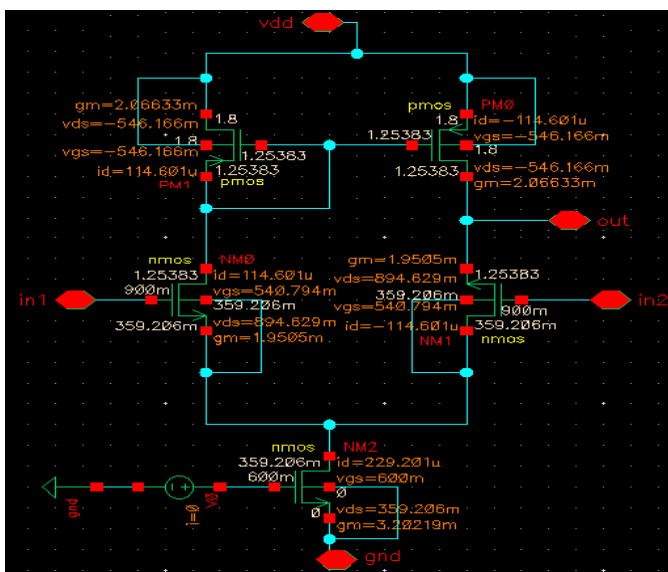 vdd
gm=2.06633m
1.8
vds=-546.166m
1.8
vgs=-546.166m
1.25383
id=114.601u
1.25383
PM1
pmos
pmos
PM0
1.8
id=-114.601u
1.25383
vgs=-546.166m
1.8
vds=-546.166m
1.25383
gm=2.06633m
out
nmos
NM0
1.25383
id=114.601u
900m
vgs=540.794m
359.206m
vds=894.629m
359.206m
gm=1.9505m
in1
gm=1.9505m
1.25383
vds=894.629m
359.206m
vgs=540.794m
900m
id=-114.601u
359.206m
NM1
nmos
in2
nmos
NM2
359.206m
id=229.201u
600m
vgs=600m
0
vds=359.206m
0
gm=3.20219m
gnd
V0
i=0
gnd